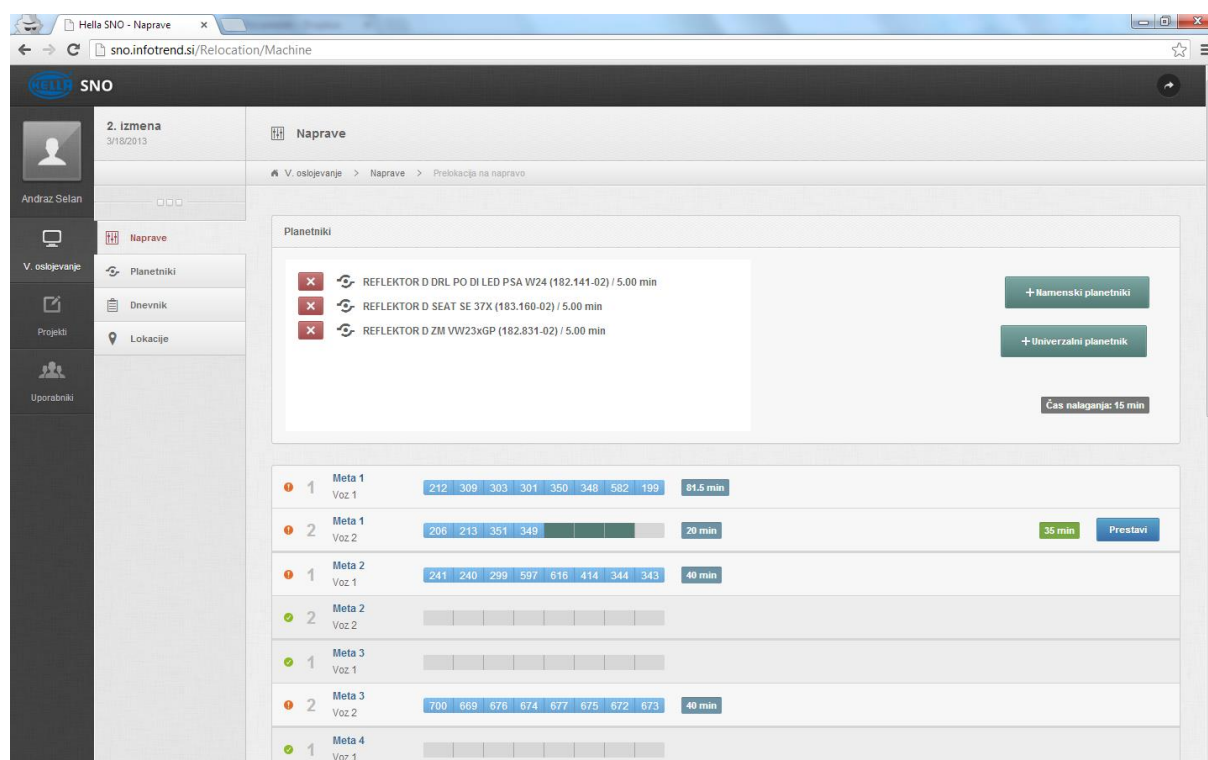 Hella SNO - Naprave
sno.infotrend.si/Relocation/Machine
HELLA SNO
2. izmena
3/18/2013
Naprave
V. oslojevanje > Naprave > Prelokacija na napravo
Andraz Selan
V. oslojevanje
Projekti
Uporabniki
Naprave
Planetniki
Dnevnik
Lokacije
Planetniki
REFLEKTOR D DRL PO DI LED PSA W24 (182.141-02) / 5.00 min
REFLEKTOR D SEAT SE 37X (183.160-02) / 5.00 min
REFLEKTOR D ZM VW23xGP (182.831-02) / 5.00 min
+Namenski planetniki
+Univerzalni planetnik
Čas nalaganja: 15 min
1 Meta 1 212 309 303 301 350 348 582 199 81.5 min
Voz 1
2 Meta 1 206 213 351 349 20 min 35 min Prestavi
Voz 2
1 Meta 2 241 240 299 597 616 414 344 343 40 min
Voz 1
2 Meta 2
Voz 2
1 Meta 3
Voz 1
2 Meta 3 700 669 676 674 677 675 672 673 40 min
Voz 2
1 Meta 4
Voz 1